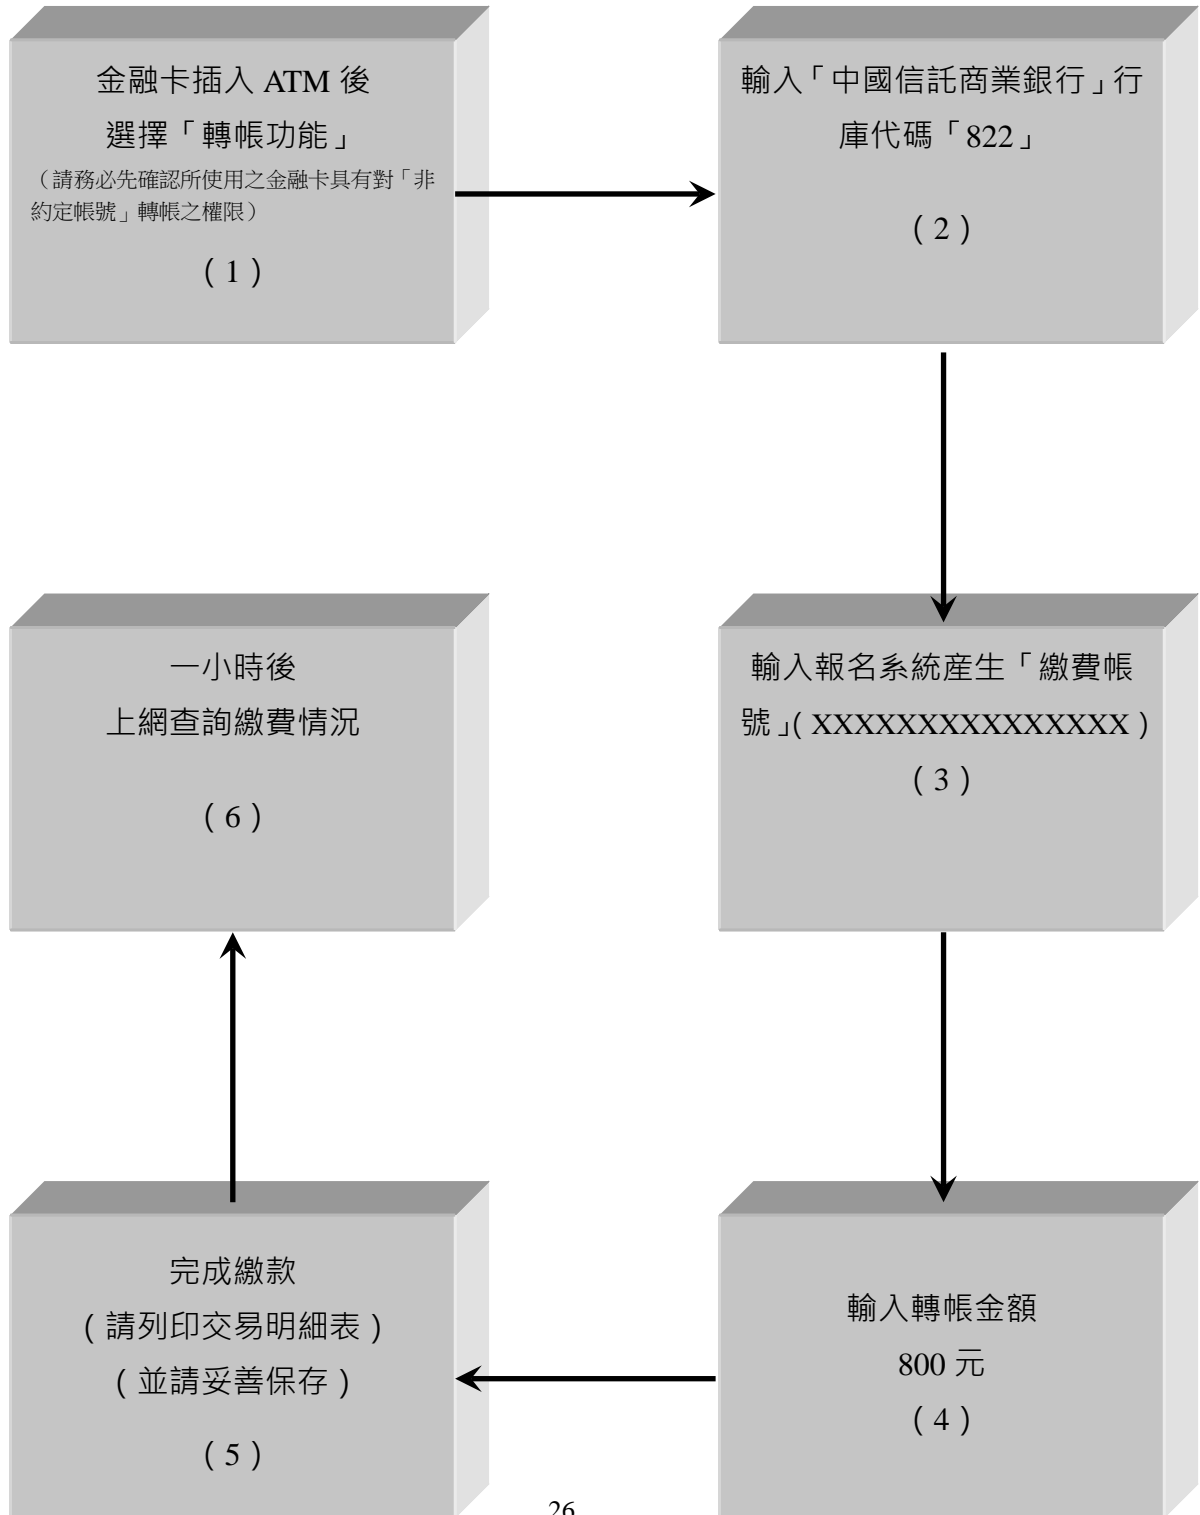 金融卡插入 ATM 後
選擇「轉帳功能」
（請務必先確認所使用之金融卡具有對「非
約定帳號」轉帳之權限）
（1）
輸入「中國信託商業銀行」行
庫代碼「822」
（2）
輸入報名系統產生「繳費帳
號」（XXXXXXXXXXXXXXX）
（3）
輸入轉帳金額
800 元
（4）
完成繳款
（請列印交易明細表）
（並請妥善保存）
（5）
一小時後
上網查詢繳費情況
（6）
26